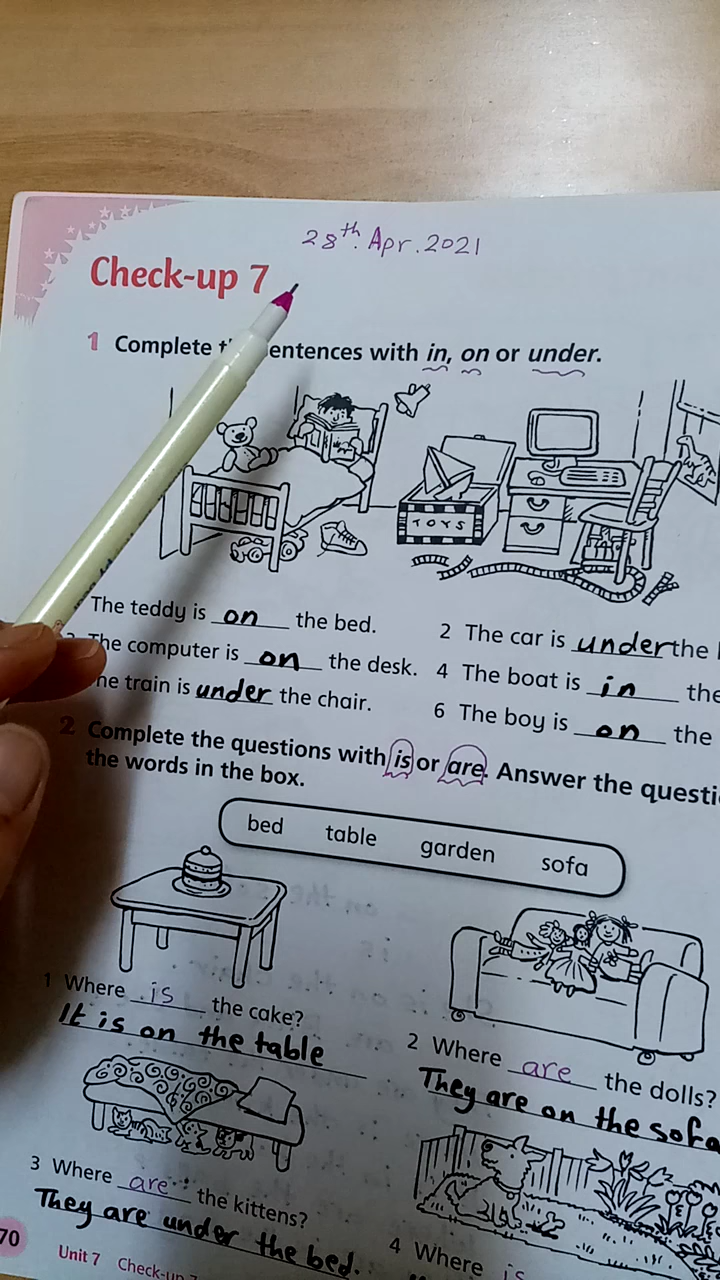 28th. Apr. 2021
Check-up 7
1 Complete entences with in, on or under.
TOYS
The teddy is on the bed.
2 The car is under the
The computer is on the desk.
4 The boat is in the
he train is under the chair.
6 The boy is on the
2 Complete the questions with is or are. Answer the questi
the words in the box.
bed table garden sofa
1 Where is the cake?
It is on the table
2 Where are the dolls?
They are on the sofa
3 Where are the kittens?
They are under the bed.
4 Where is
70
Unit 7 Check-up 7